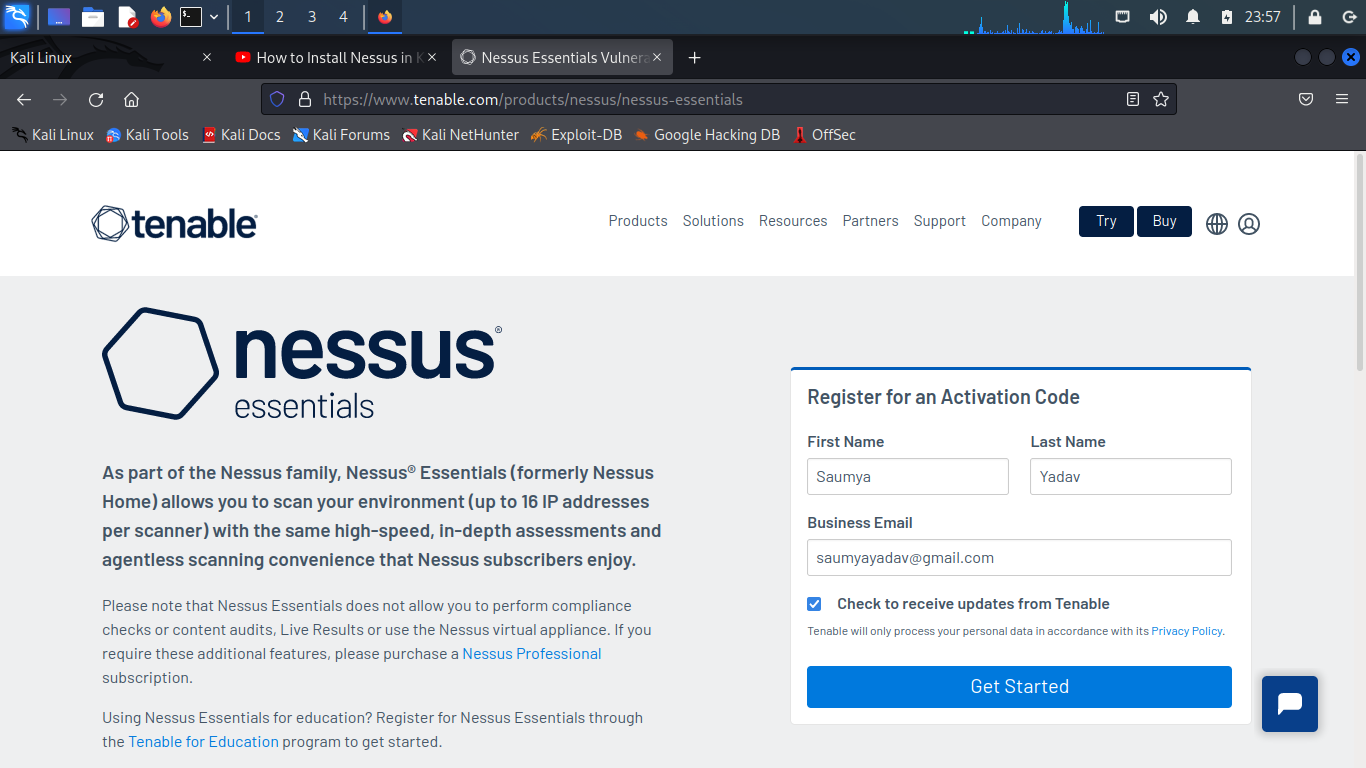 1 2 3 4 23:57
Kali Linux How to Install Nessus in K Nessus Essentials Vulnera
https://www.tenable.com/products/nessus/nessus-essentials
Kali Linux Kali Tools Kali Docs Kali Forums Kali NetHunter Exploit-DB Google Hacking DB OffSec
tenable®
Products Solutions Resources Partners Support Company Try Buy
nessus®
essentials
As part of the Nessus family, Nessus® Essentials (formerly Nessus
Home) allows you to scan your environment (up to 16 IP addresses
per scanner) with the same high-speed, in-depth assessments and
agentless scanning convenience that Nessus subscribers enjoy.
Please note that Nessus Essentials does not allow you to perform compliance
checks or content audits, Live Results or use the Nessus virtual appliance. If you
require these additional features, please purchase a Nessus Professional
subscription.
Using Nessus Essentials for education? Register for Nessus Essentials through
the Tenable for Education program to get started.
Register for an Activation Code
First Name Last Name
Saumya Yadav
Business Email
saumyayadav@gmail.com
Check to receive updates from Tenable
Tenable will only process your personal data in accordance with its Privacy Policy.
Get Started